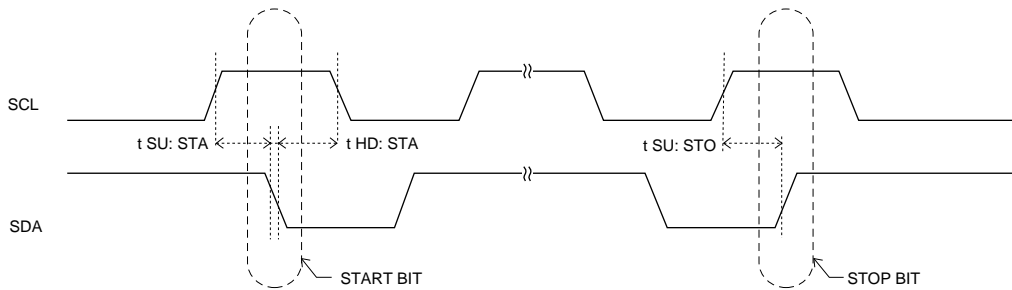 SCL
t SU: STA
t HD: STA
t SU: STO
SDA
START BIT
STOP BIT